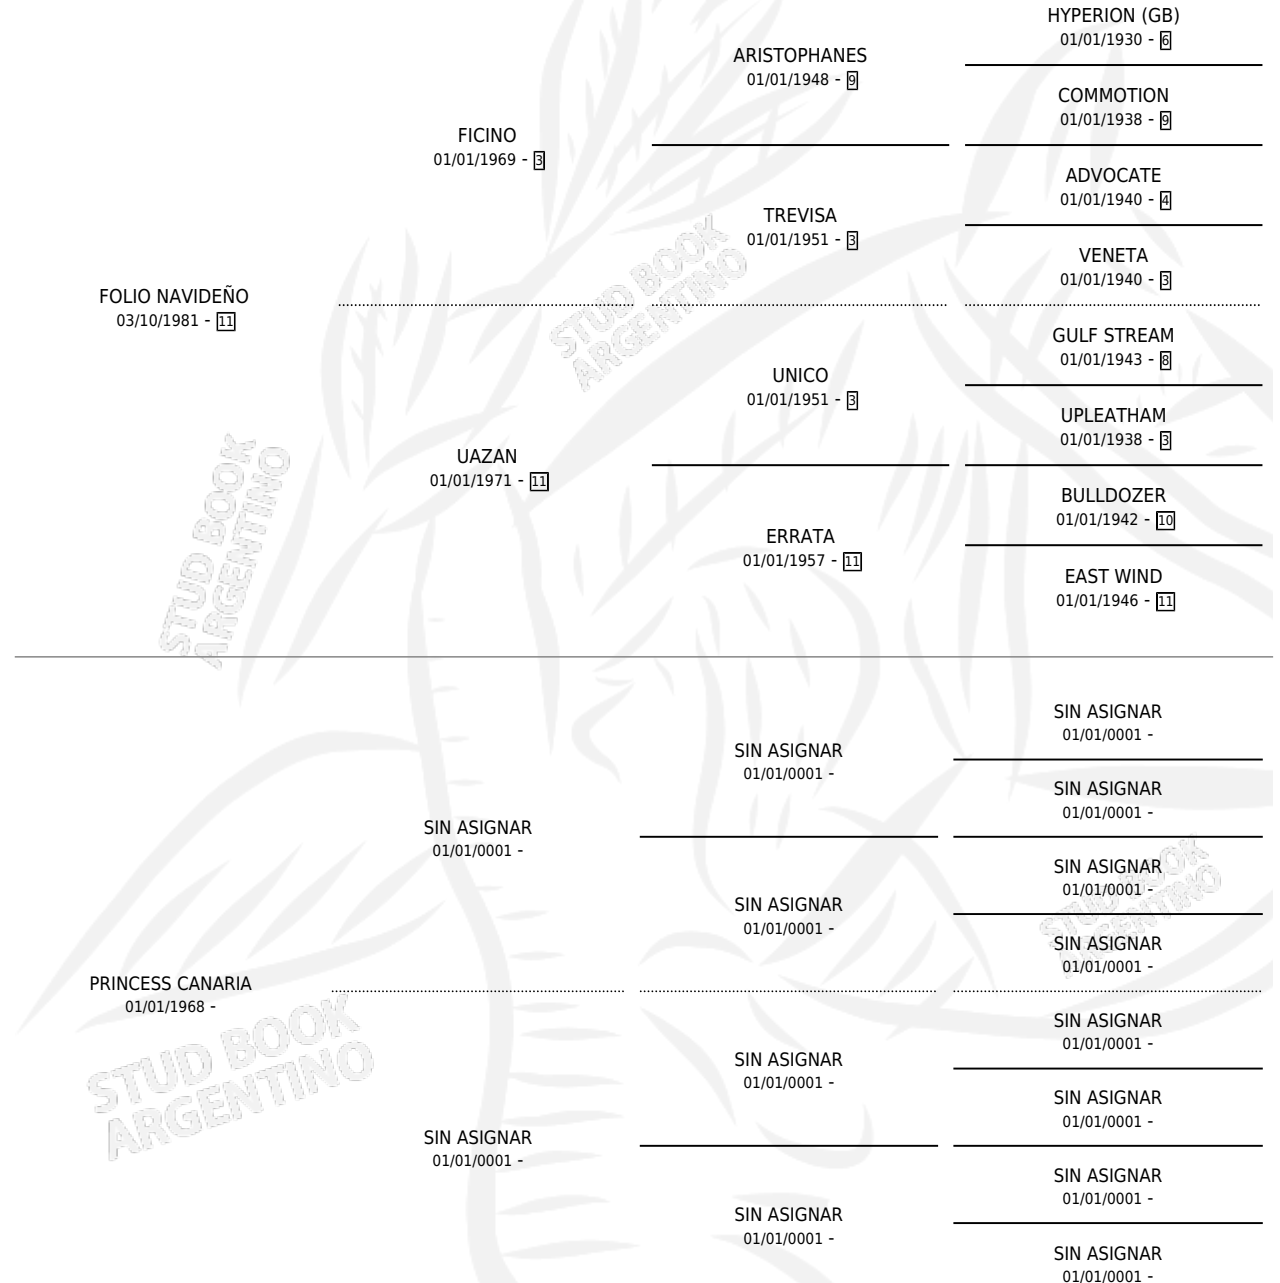 HYPERION (GB)
01/01/1930 - 6
ARISTOPHANES
01/01/1948 - 9
COMMOTION
01/01/1938 - 9
FICINO
01/01/1969 - 3
ADVOCATE
01/01/1940 - 4
TREVISA
01/01/1951 - 3
VENETA
01/01/1940 - 3
FOLIO NAVIDEÑO
03/10/1981 - 11
GULF STREAM
01/01/1943 - 8
UNICO
01/01/1951 - 3
UPLEATHAM
01/01/1938 - 3
UAZAN
01/01/1971 - 11
BULLDOZER
01/01/1942 - 10
ERRATA
01/01/1957 - 11
EAST WIND
01/01/1946 - 11
STUD BOOK
ARGENTINO
STUD BOOK
ARGENTINO
SIN ASIGNAR
01/01/0001 -
SIN ASIGNAR
01/01/0001 -
SIN ASIGNAR
01/01/0001 -
SIN ASIGNAR
01/01/0001 -
SIN ASIGNAR
01/01/0001 -
SIN ASIGNAR
01/01/0001 -
SIN ASIGNAR
01/01/0001 -
PRINCESS CANARIA
01/01/1968 -
SIN ASIGNAR
01/01/0001 -
SIN ASIGNAR
01/01/0001 -
SIN ASIGNAR
01/01/0001 -
SIN ASIGNAR
01/01/0001 -
SIN ASIGNAR
01/01/0001 -
SIN ASIGNAR
01/01/0001 -
SIN ASIGNAR
01/01/0001 -
STUD BOOK
ARGENTINO
STUD BOOK
ARGENTINO